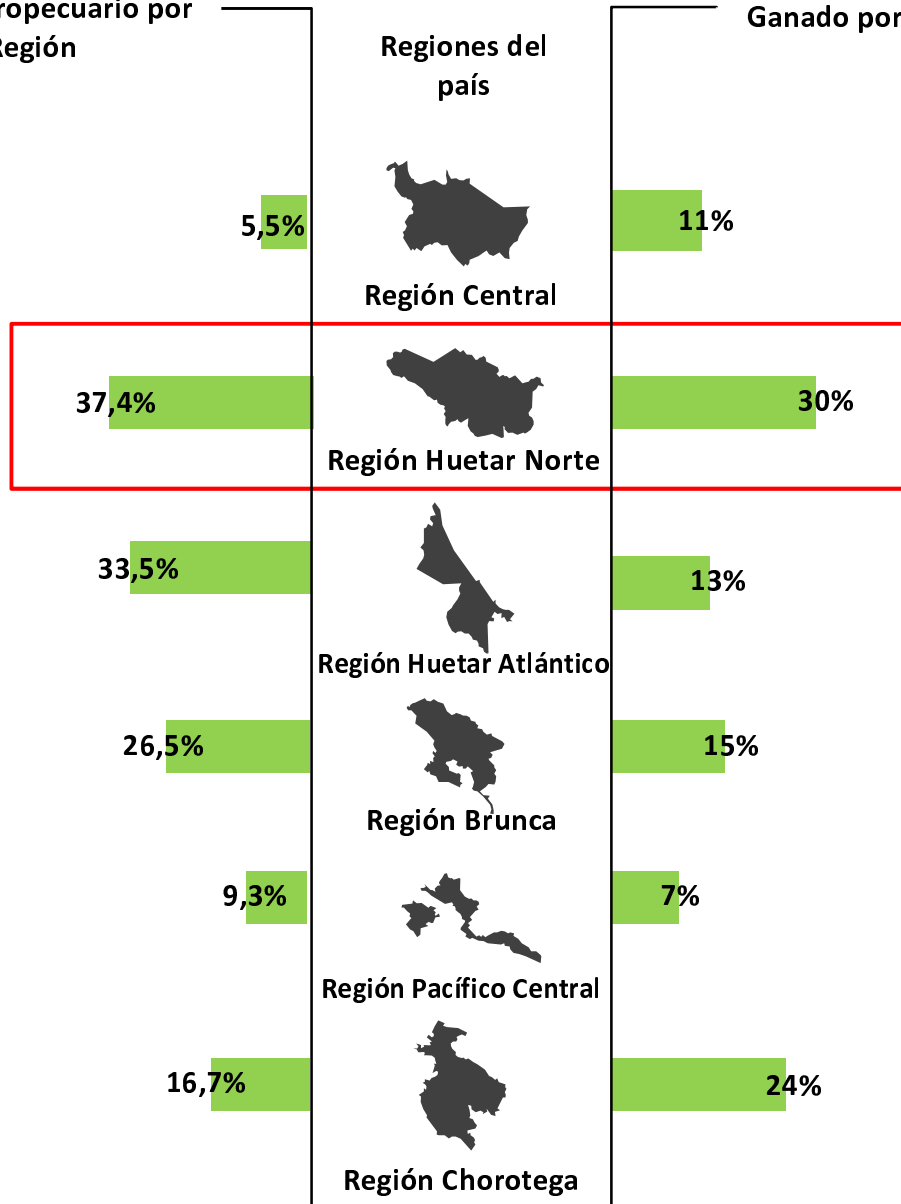 ropecuario por
Región
Regiones del
país
Ganado por
5,5%
11%
Región Central
37,4%
30%
Región Huetar Norte
33,5%
13%
Región Huetar Atlántico
26,5%
15%
Región Brunca
9,3%
7%
Región Pacífico Central
16,7%
24%
Región Chorotega